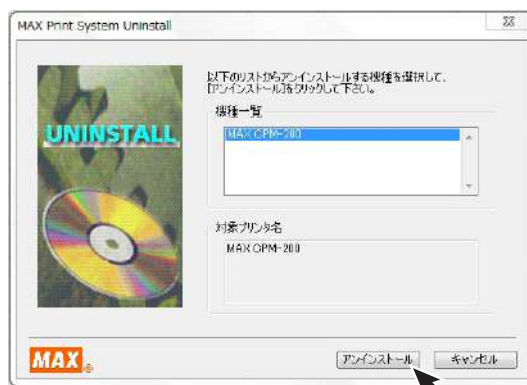 MAX Print System Uninstall
UNINSTALL
以下のリストからアンインストールする機種を選択して、
[アンインストール]をクリックして下さい。
機種一覧
MAX CPM-200
対象プリンタ名
MAX CPM-200
MAX
アンインストール
キャンセル